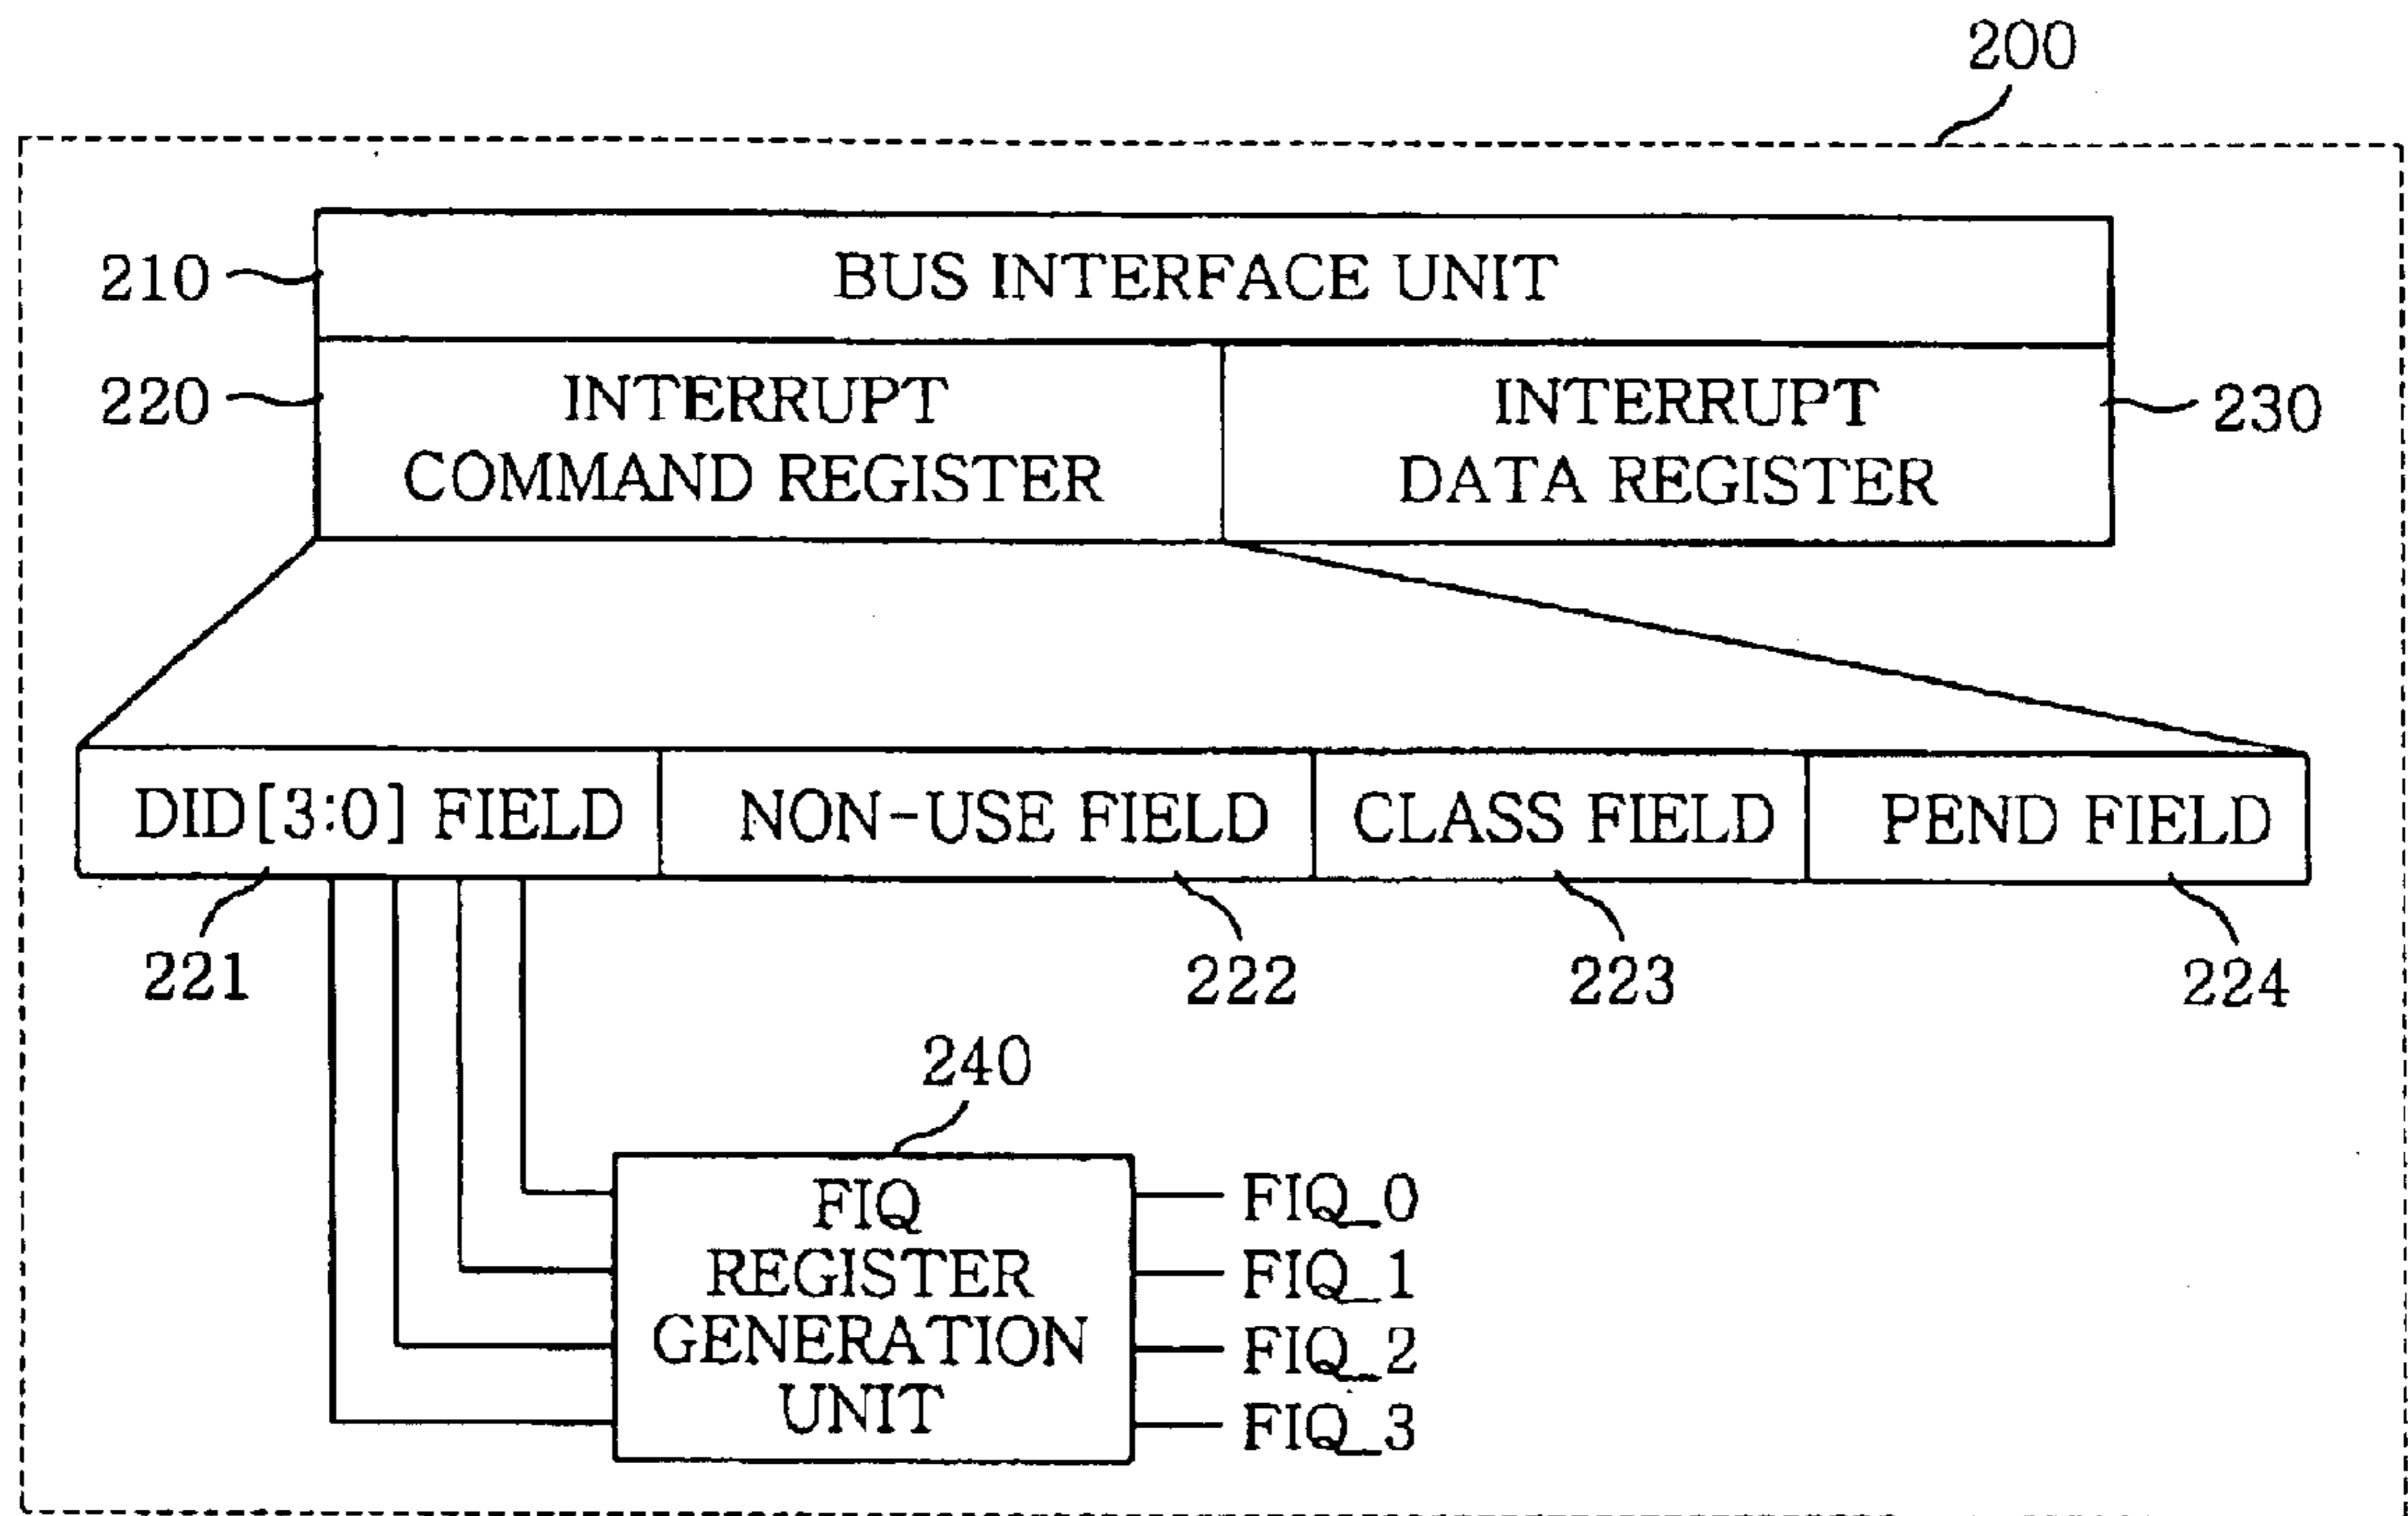 200
210
BUS INTERFACE UNIT
220
INTERRUPT
COMMAND REGISTER
INTERRUPT
DATA REGISTER
230
DID[3:0] FIELD
NON-USE FIELD
CLASS FIELD
PEND FIELD
221
222
223
224
240
FIQ
REGISTER
GENERATION
UNIT
FIQ_0
FIQ_1
FIQ_2
FIQ_3